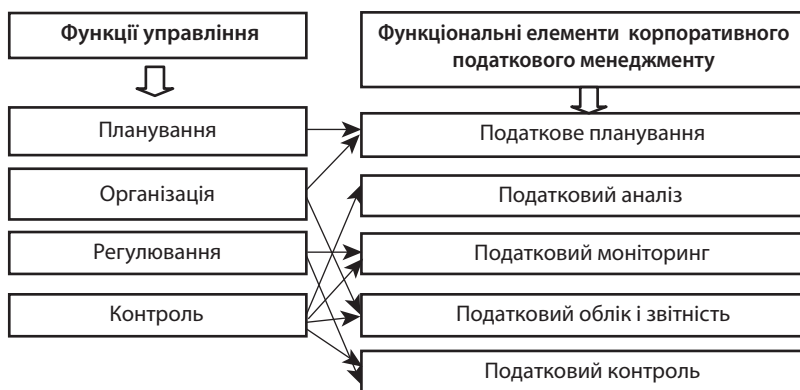 Функції управління
Функціональні елементи корпоративного
податкового менеджменту
Планування
Податкове планування
Організація
Податковий аналіз
Регулювання
Податковий моніторинг
Контроль
Податковий облік і звітність
Податковий контроль